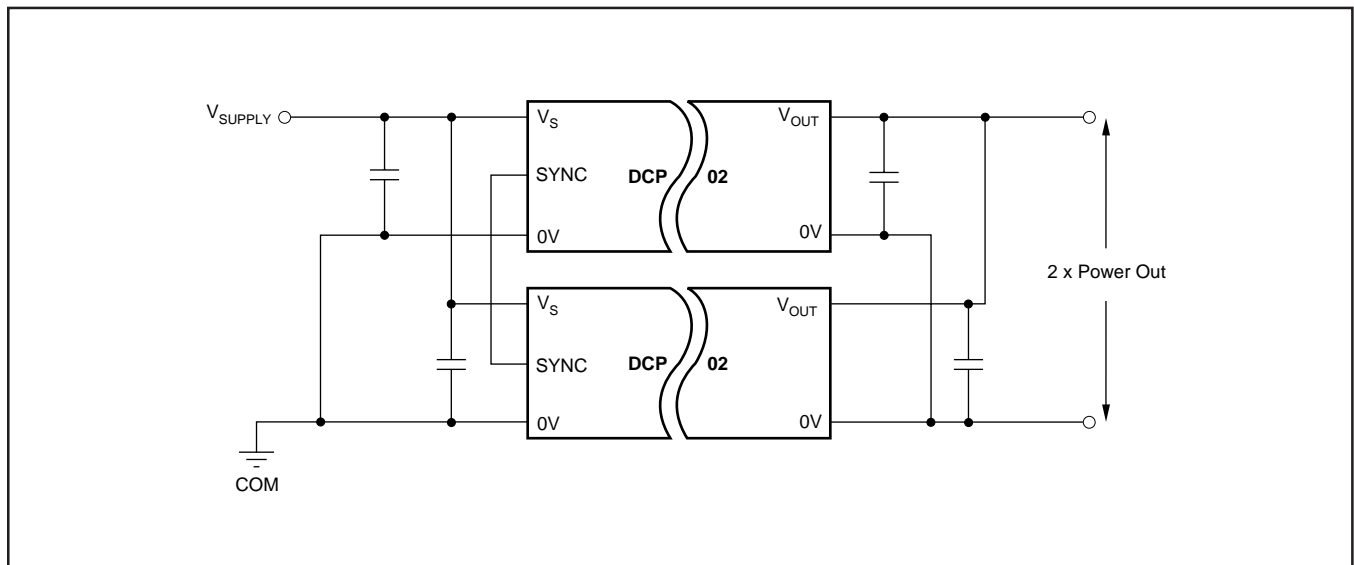 VSUPPLY
VS
SYNC
0V
DCP 02
VOUT
0V
2 x Power Out
VS
SYNC
0V
DCP 02
VOUT
0V
COM